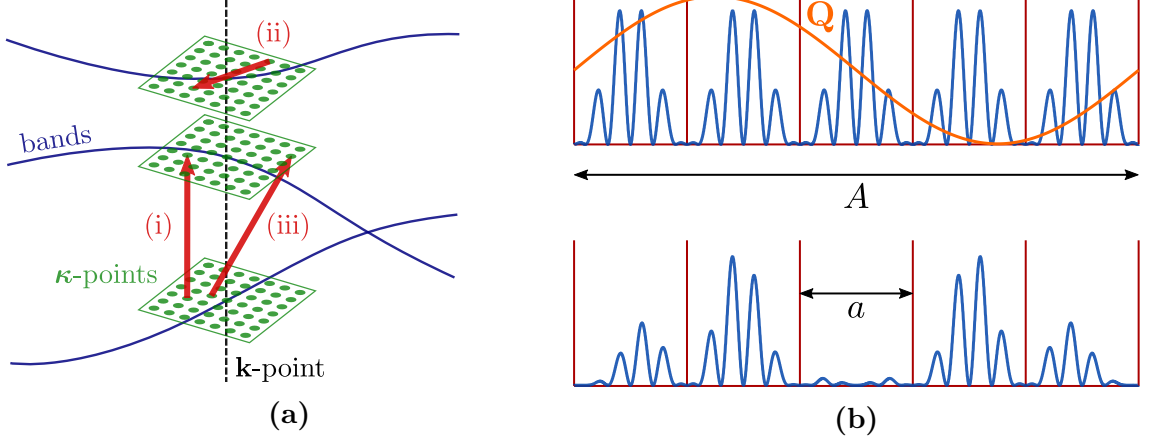 (ii)
bands
(i)
(iii)
κ-points
k-point
(a)
Q
A
a
(b)